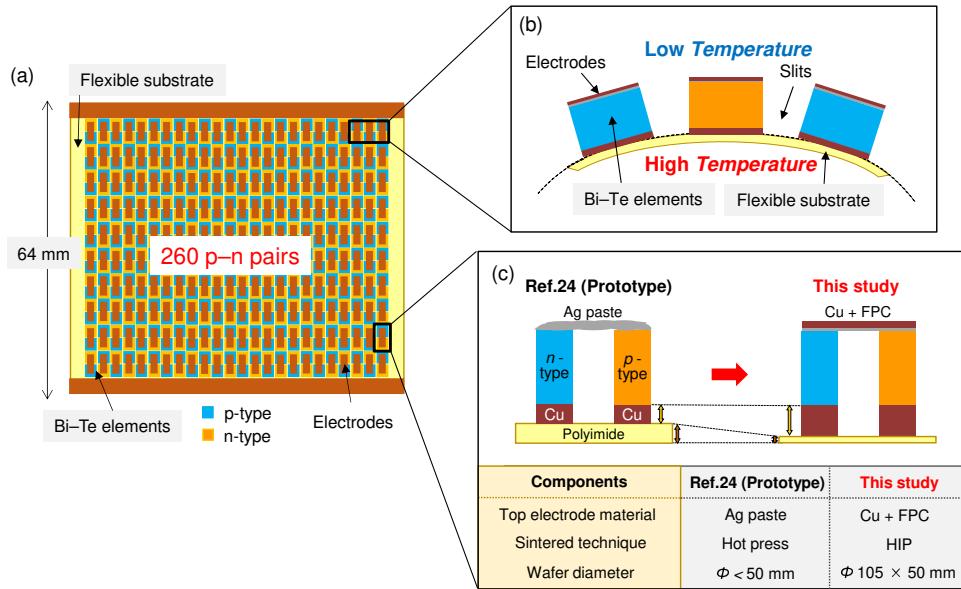 (a)
Flexible substrate
64 mm
260 p–n pairs
Bi–Te elements
p-type
n-type
Electrodes
(b)
Low Temperature
Electrodes
Slits
High Temperature
Bi–Te elements
Flexible substrate
(c)
Ref.24 (Prototype)
This study
Ag paste
Cu + FPC
n -
type
p -
type
Cu
Cu
Polyimide
Components
Ref.24 (Prototype)
This study
Top electrode material
Ag paste
Cu + FPC
Sintered technique
Hot press
HIP
Wafer diameter
Φ < 50 mm
Φ 105 × 50 mm